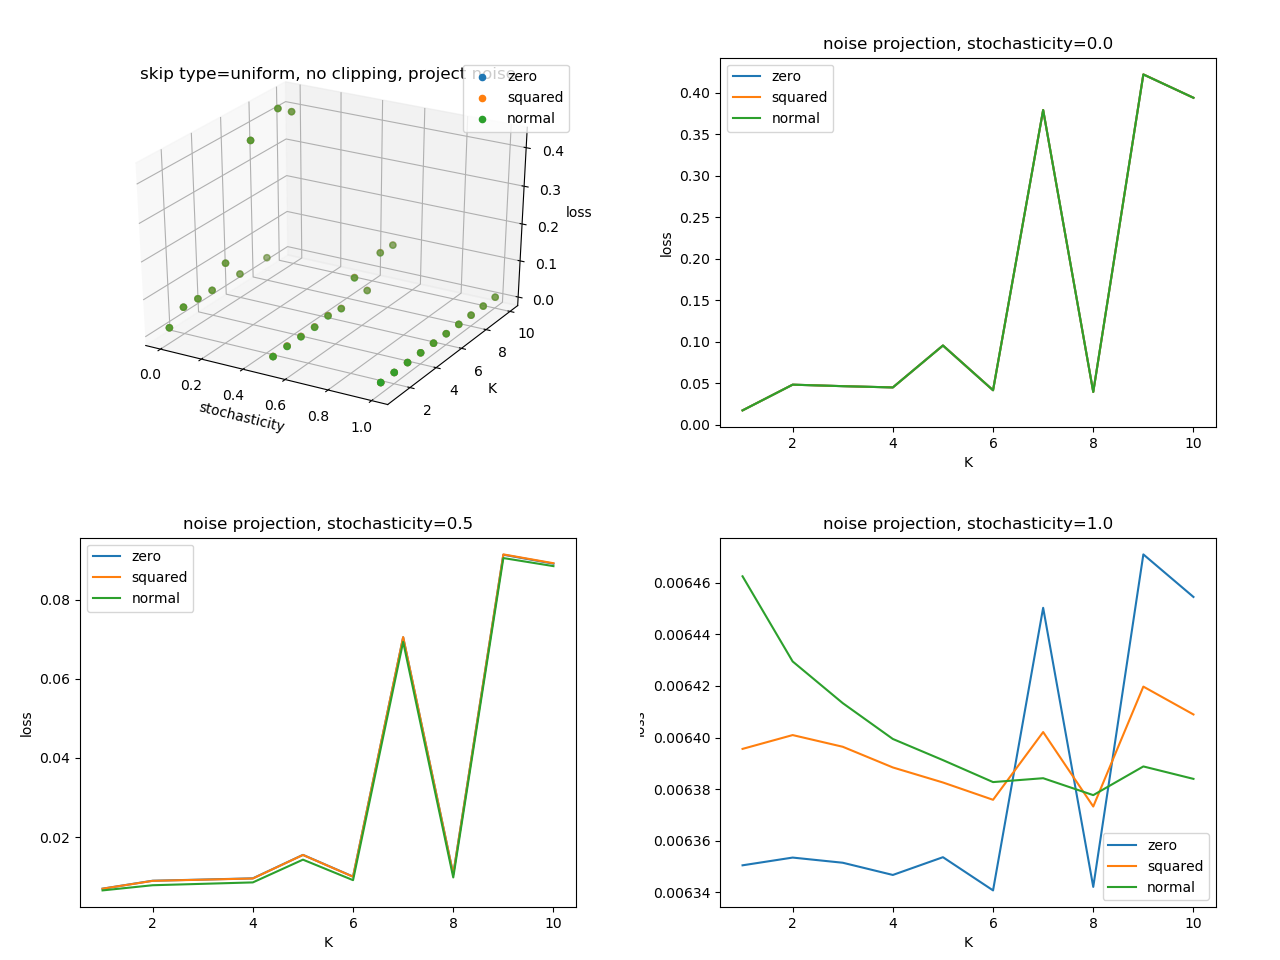 skip type=uniform, no clipping, project noise
zero
squared
normal
0.4
0.3
0.2
0.1
0.0
loss
0.0
0.2
0.4
0.6
0.8
1.0
stochasticity
2
4
6
8
10
K
noise projection, stochasticity=0.0
zero
squared
normal
0.40
0.35
0.30
0.25
0.20
0.15
0.10
0.05
0.00
loss
2 4 6 8 10
K
noise projection, stochasticity=0.5
zero
squared
normal
0.08
0.06
0.04
0.02
loss
2 4 6 8 10
K
noise projection, stochasticity=1.0
0.00646
0.00644
0.00642
0.00640
0.00638
0.00636
0.00634
loss
zero
squared
normal
2 4 6 8 10
K